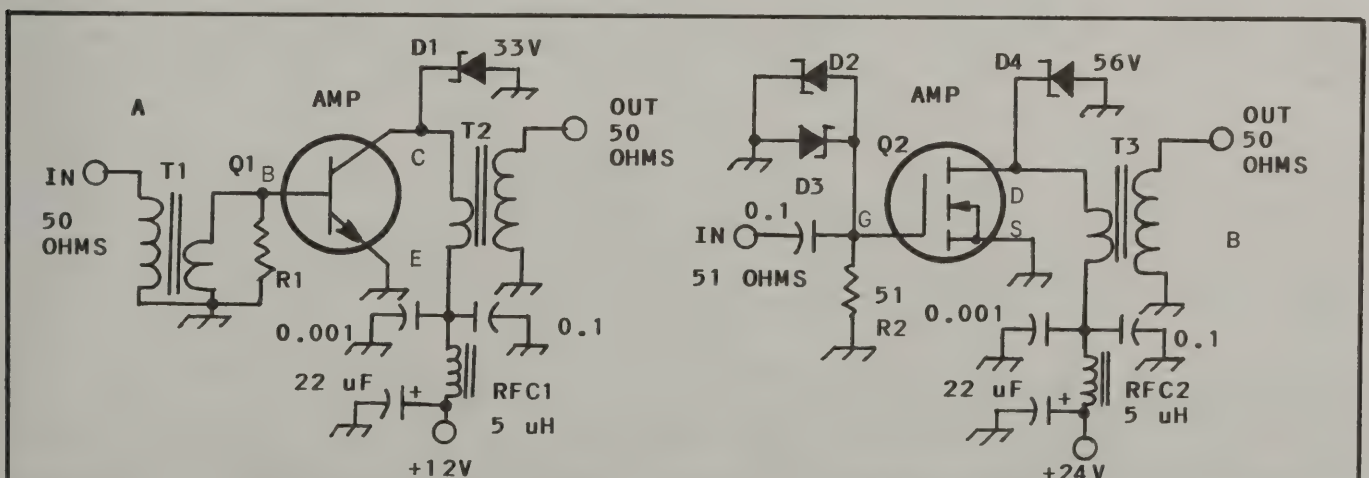 A
AMP
D1
33V
T1
Q1
B
C
E
T2
IN
50
OHMS
R1
OUT
50
OHMS
0.001
0.1
22 uF
+
RFC1
5 uH
+12V
D2
D3
AMP
D4
56V
Q2
0.1
IN
51 OHMS
G
D
S
T3
OUT
50
OHMS
B
51
R2
0.001
0.1
22 uF
+
RFC2
5 uH
+24V